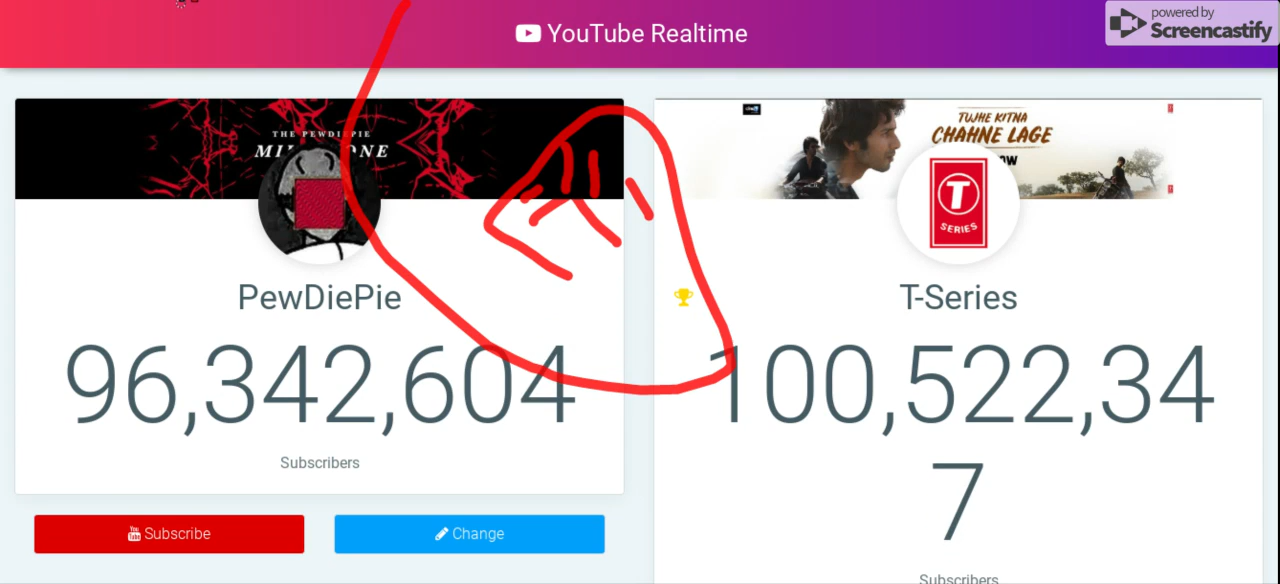 YouTube Realtime
powered by
Screencastify
THE PEWDIEPIE
TUJHE KITNA
CHAHNE LAGE
T
SERIES
PewDiePie
96,342,604
Subscribers
Subscribe
Change
T-Series
100,522,34
7
Subscribers